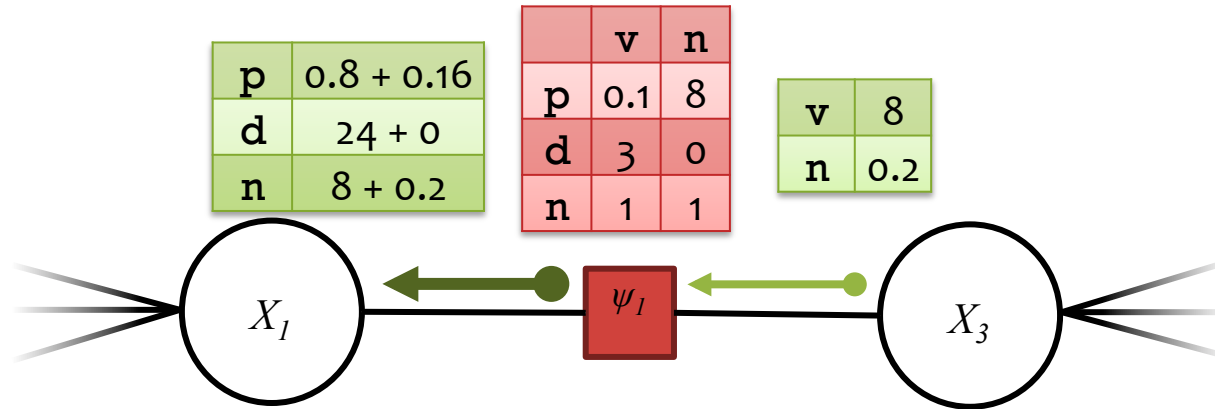 p 0.8 + 0.16
d 24 + 0
n 8 + 0.2
v n
p 0.1 8
d 3 0
n 1 1
v 8
n 0.2
X₁
ψ₁
X₃